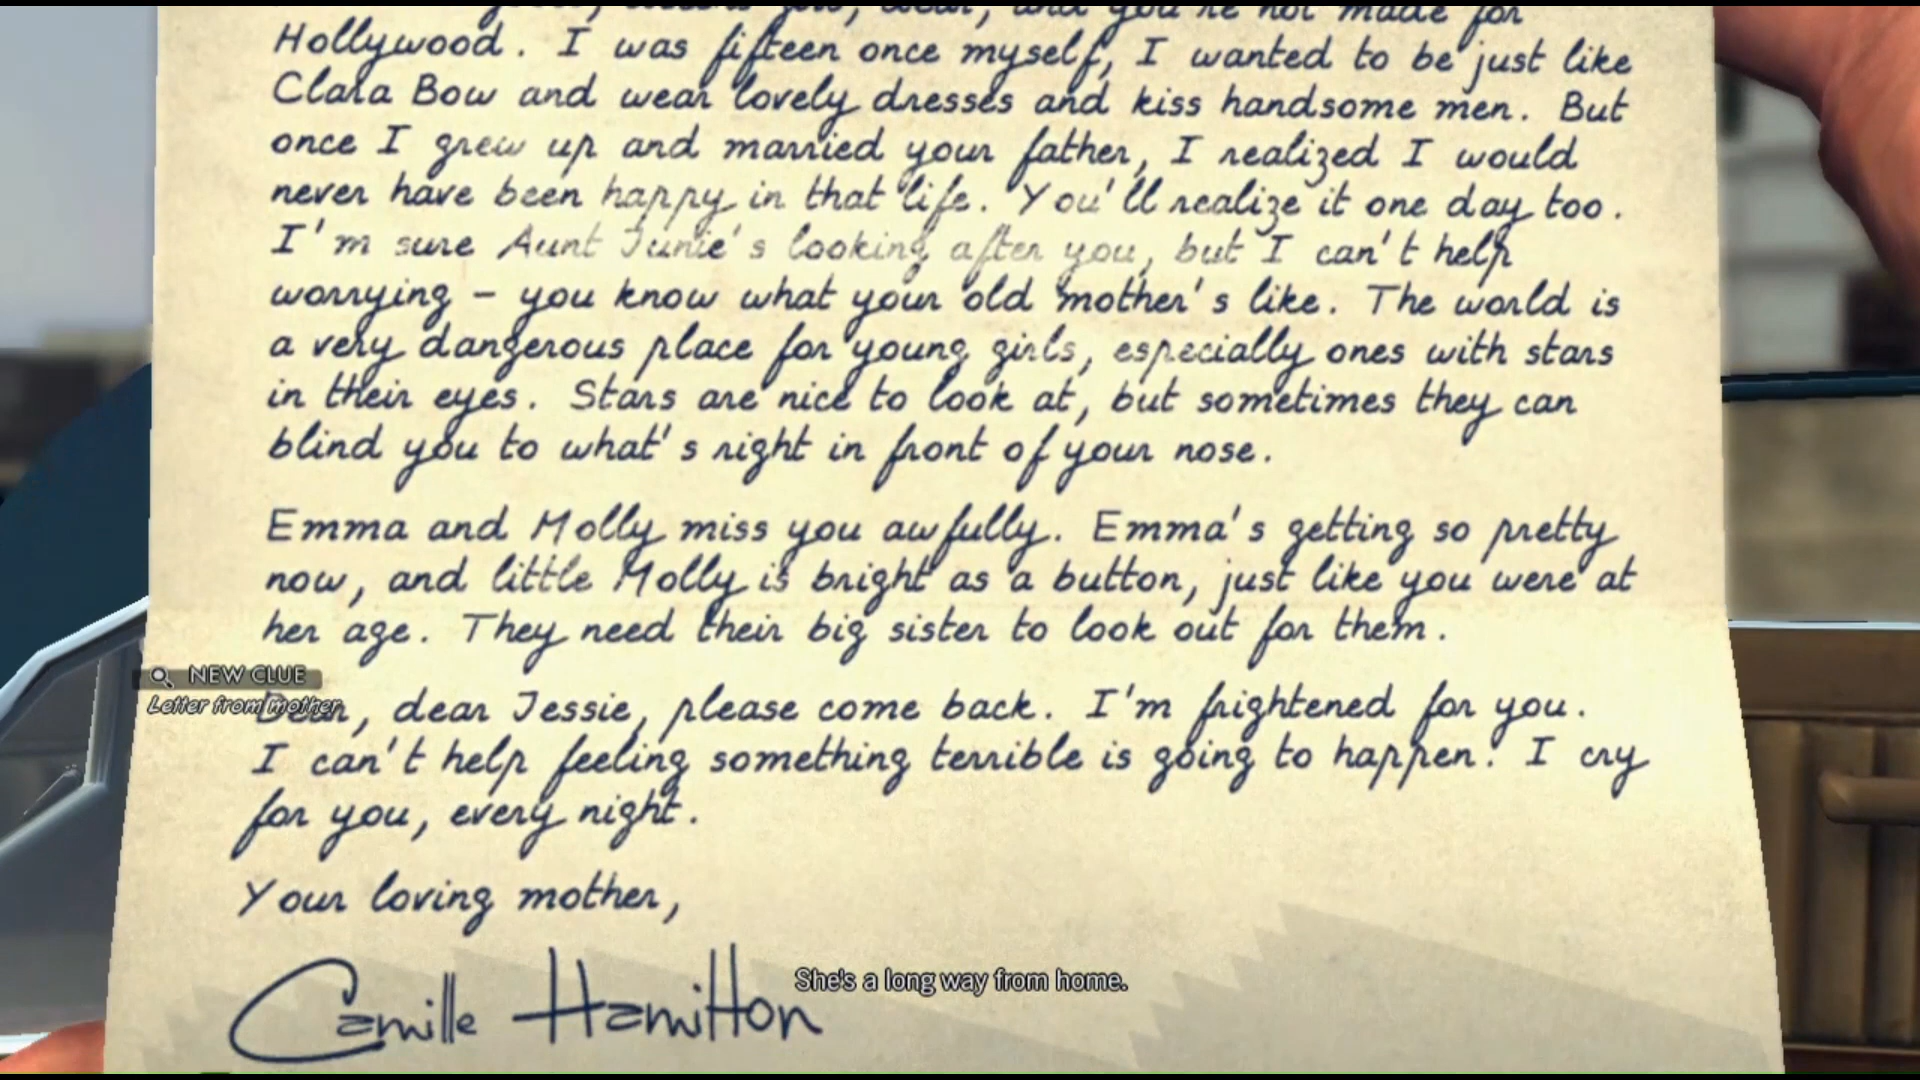 you're not made for
Hollywood. I was fifteen once myself, I wanted to be just like
Clara Bow and wear lovely dresses and kiss handsome men. But
once I grew up and married your father, I realized I would
never have been happy in that life. You'll realize it one day too.
I'm sure Aunt Junie's looking after you, but I can't help
worrying - you know what your old mother's like. The world is
a very dangerous place for young girls, especially ones with stars
in their eyes. Stars are nice to look at, but sometimes they can
blind you to what's right in front of your nose.
Emma and Molly miss you awfully. Emma's getting so pretty
now, and little Molly is bright as a button, just like you were at
her age. They need their big sister to look out for them.
NEW CLUE
Letter from mother
Dear, dear Jessie, please come back. I'm frightened for you.
I can't help feeling something terrible is going to happen. I cry
for you, every night.
Your loving mother,
Camille Hamilton
She's a long way from home.